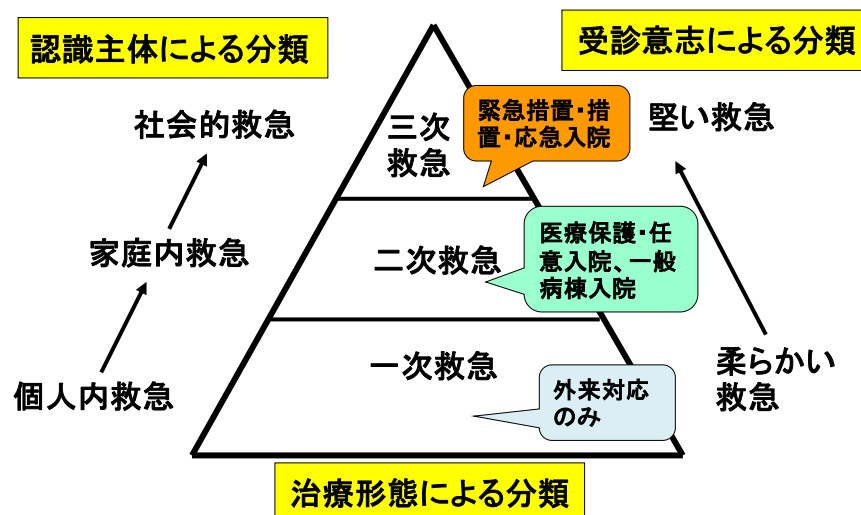 認識主体による分類
受診意志による分類
社会的救急
家庭内救急
個人内救急
三次
救急
緊急措置・措
置・応急入院
堅い救急
二次救急
医療保護・任
意入院、一般
病棟入院
一次救急
外来対応
のみ
柔らかい
救急
治療形態による分類